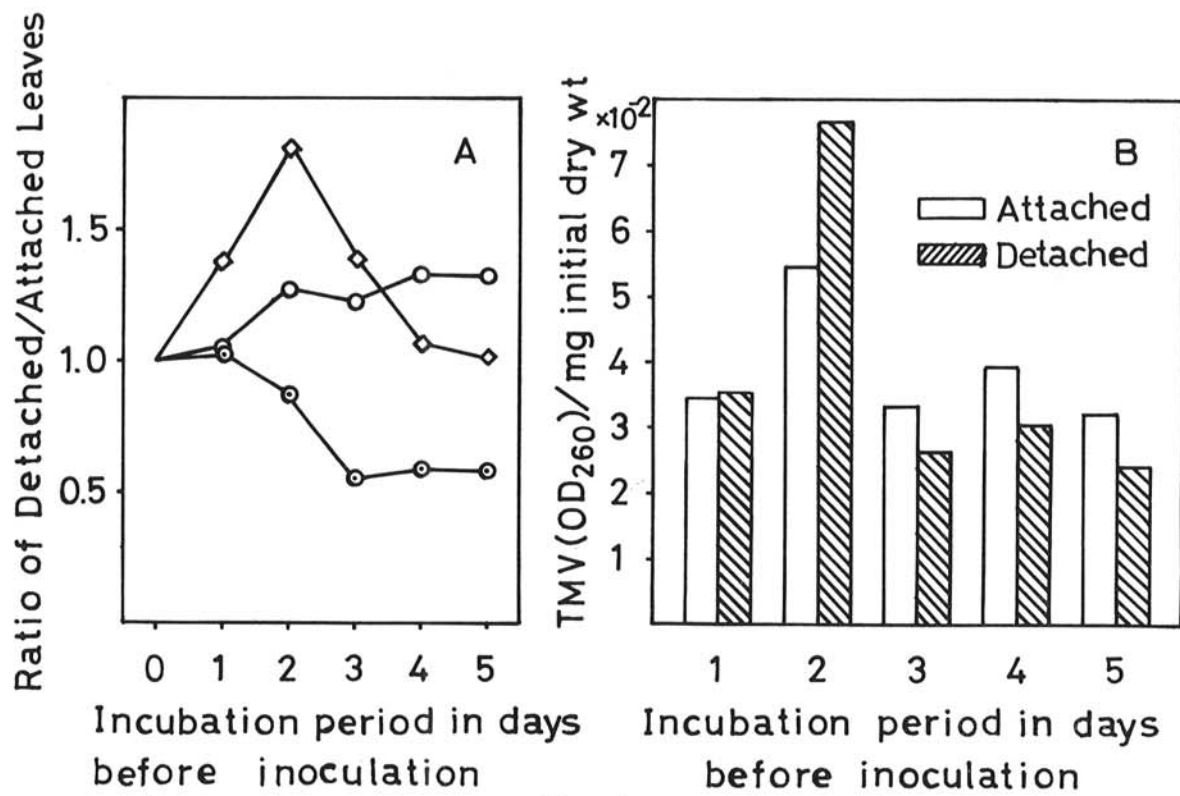 Ratio of Detached/Attached Leaves
A
1.5
1.0
0.5
0 1 2 3 4 5
Incubation period in days
before inoculation
TMV(OD260)/mg initial dry wt
×10-2
B
7
6
5
4
3
2
1
Attached
Detached
1 2 3 4 5
Incubation period in days
before inoculation